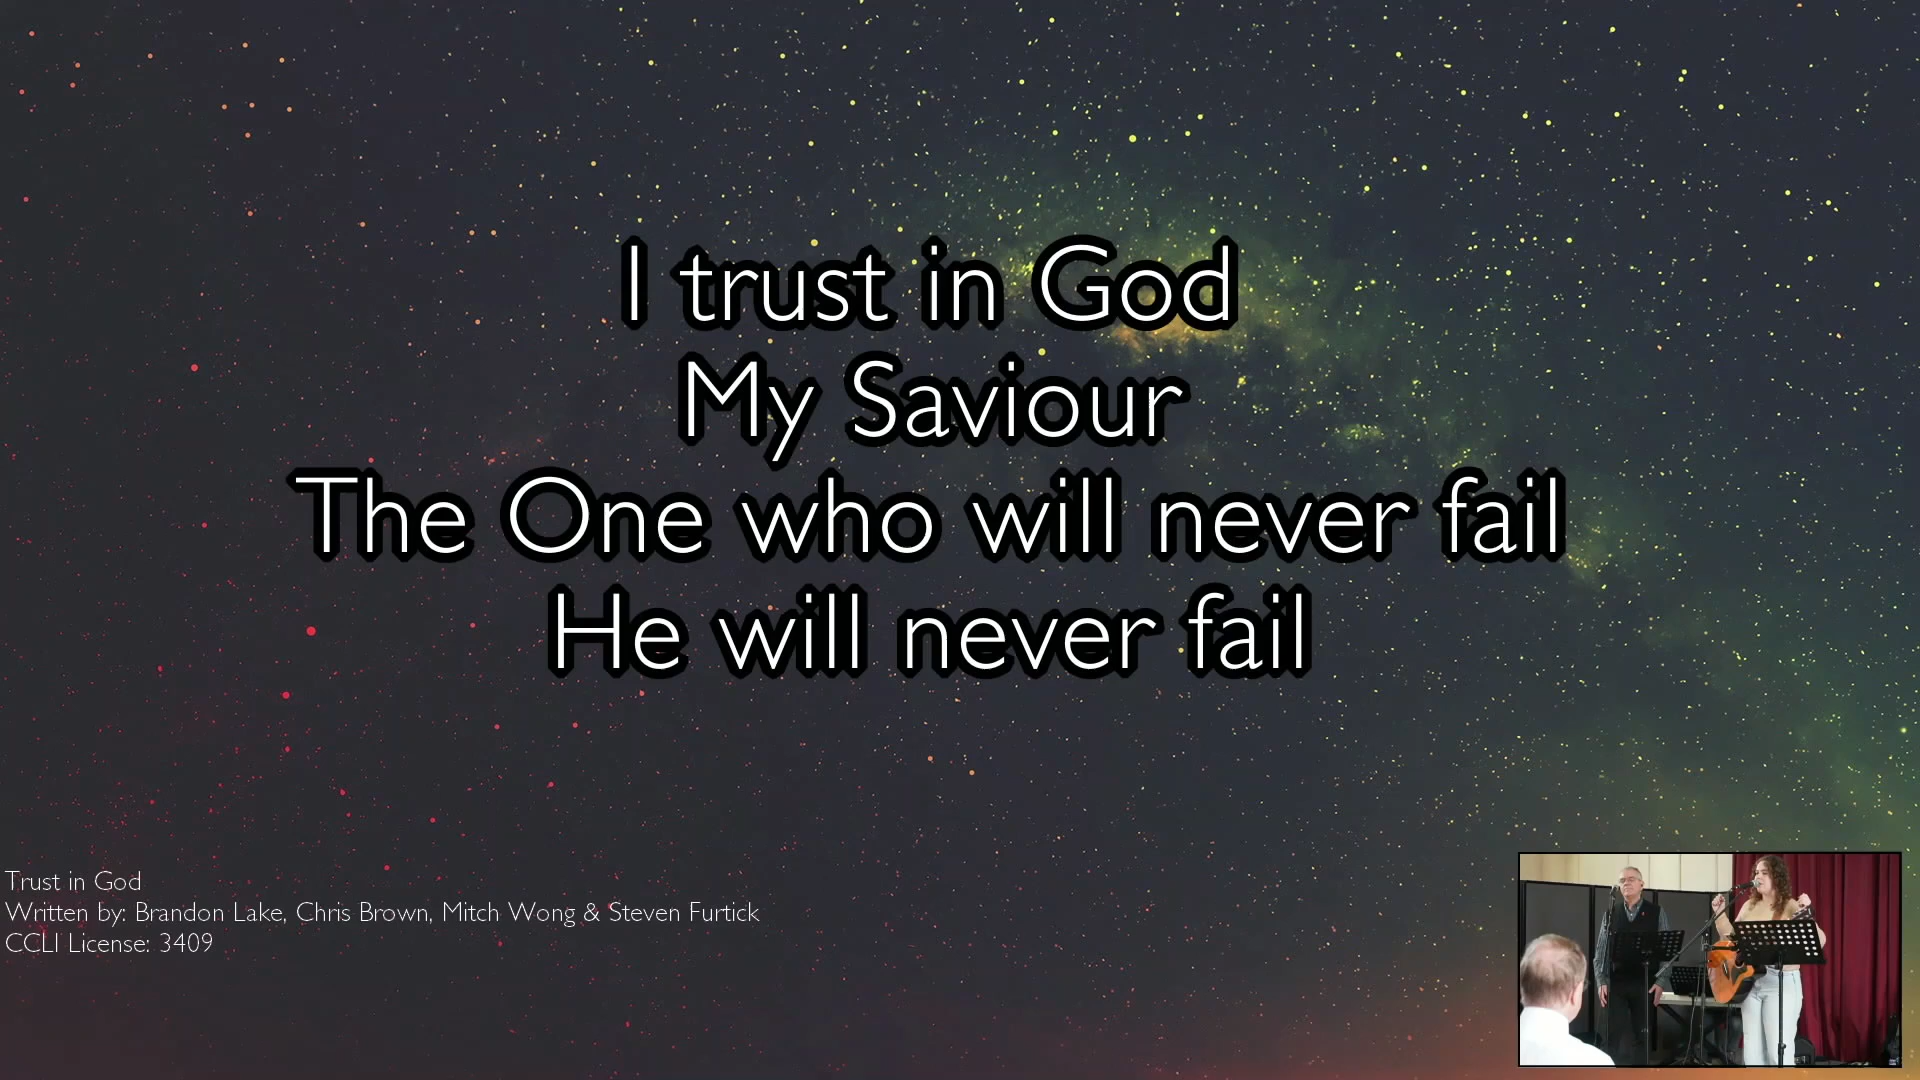 I trust in God
My Saviour
The One who will never fail
He will never fail
Trust in God
Written by: Brandon Lake, Chris Brown, Mitch Wong & Steven Furtick
CCLI License: 3409